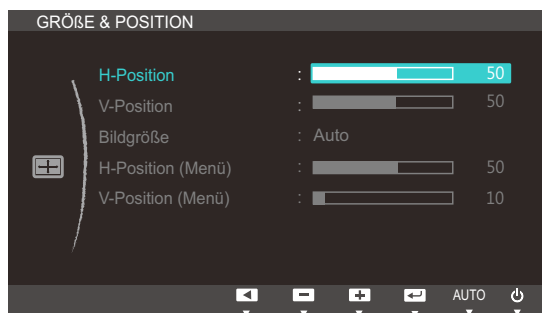 GRÖßE & POSITION
H-Position : 50
V-Position : 50
Bildgröße : Auto
H-Position (Menü) : 50
V-Position (Menü) : 10
AUTO